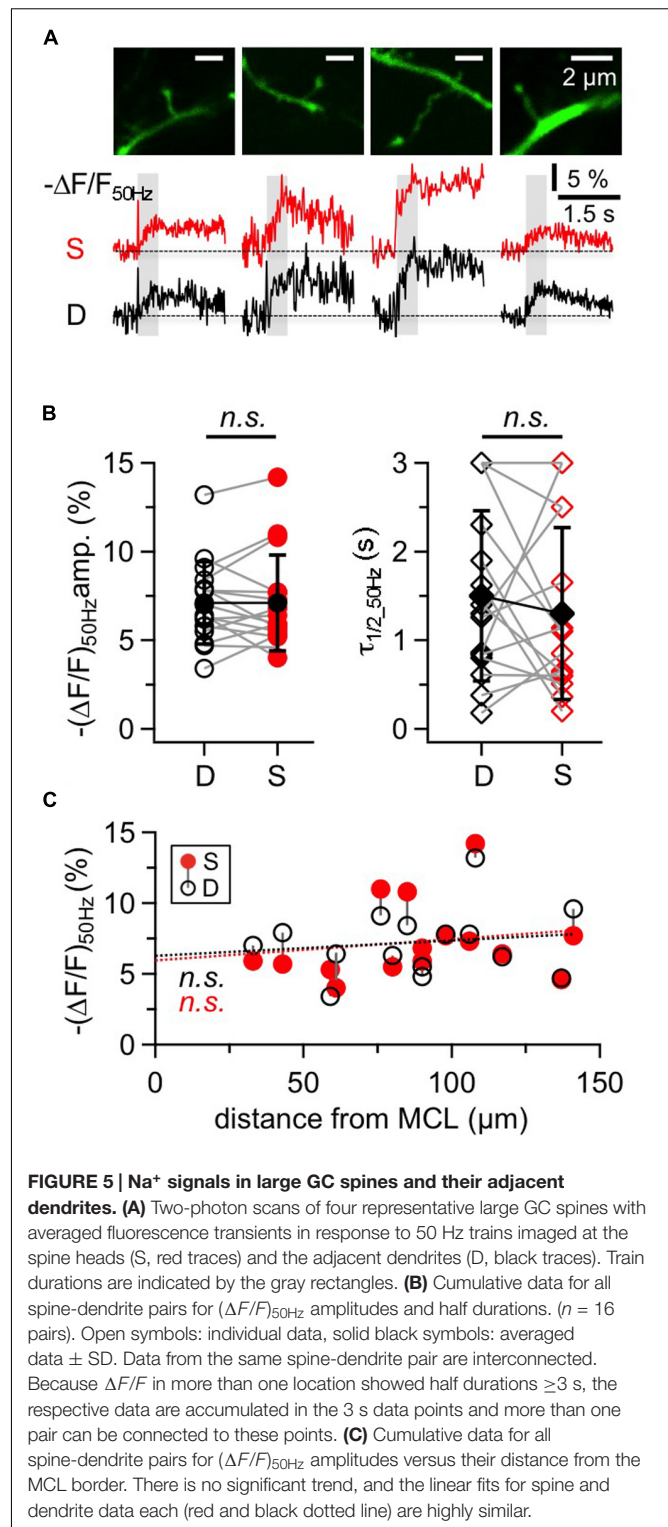 A
2 µm
-ΔF/F50Hz
5 %
1.5 s
S
D
B
n.s.
n.s.
-(ΔF/F)50Hz amp. (%)
15
10
5
0
D
S
τ1/2_50Hz (s)
3
2
1
0
D
S
C
-(ΔF/F)50Hz (%)
15
10
5
0
S
D
n.s.
n.s.
0
50
100
150
distance from MCL (µm)
FIGURE 5 | Na+ signals in large GC spines and their adjacent
dendrites. (A) Two-photon scans of four representative large GC spines with
averaged fluorescence transients in response to 50 Hz trains imaged at the
spine heads (S, red traces) and the adjacent dendrites (D, black traces). Train
durations are indicated by the gray rectangles. (B) Cumulative data for all
spine-dendrite pairs for (ΔF/F)50Hz amplitudes and half durations. (n = 16
pairs). Open symbols: individual data, solid black symbols: averaged
data ± SD. Data from the same spine-dendrite pair are interconnected.
Because ΔF/F in more than one location showed half durations ≥3 s, the
respective data are accumulated in the 3 s data points and more than one
pair can be connected to these points. (C) Cumulative data for all
spine-dendrite pairs for (ΔF/F)50Hz amplitudes versus their distance from the
MCL border. There is no significant trend, and the linear fits for spine and
dendrite data each (red and black dotted line) are highly similar.